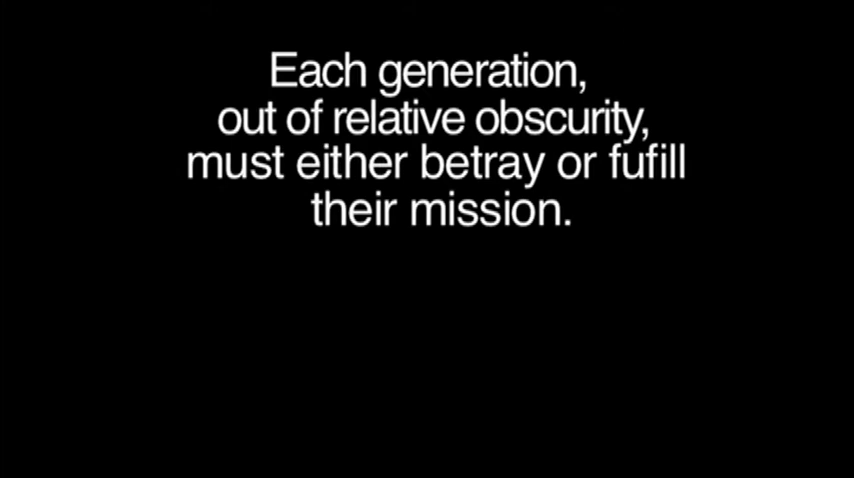 Each generation,
out of relative obscurity,
must either betray or fufill
their mission.